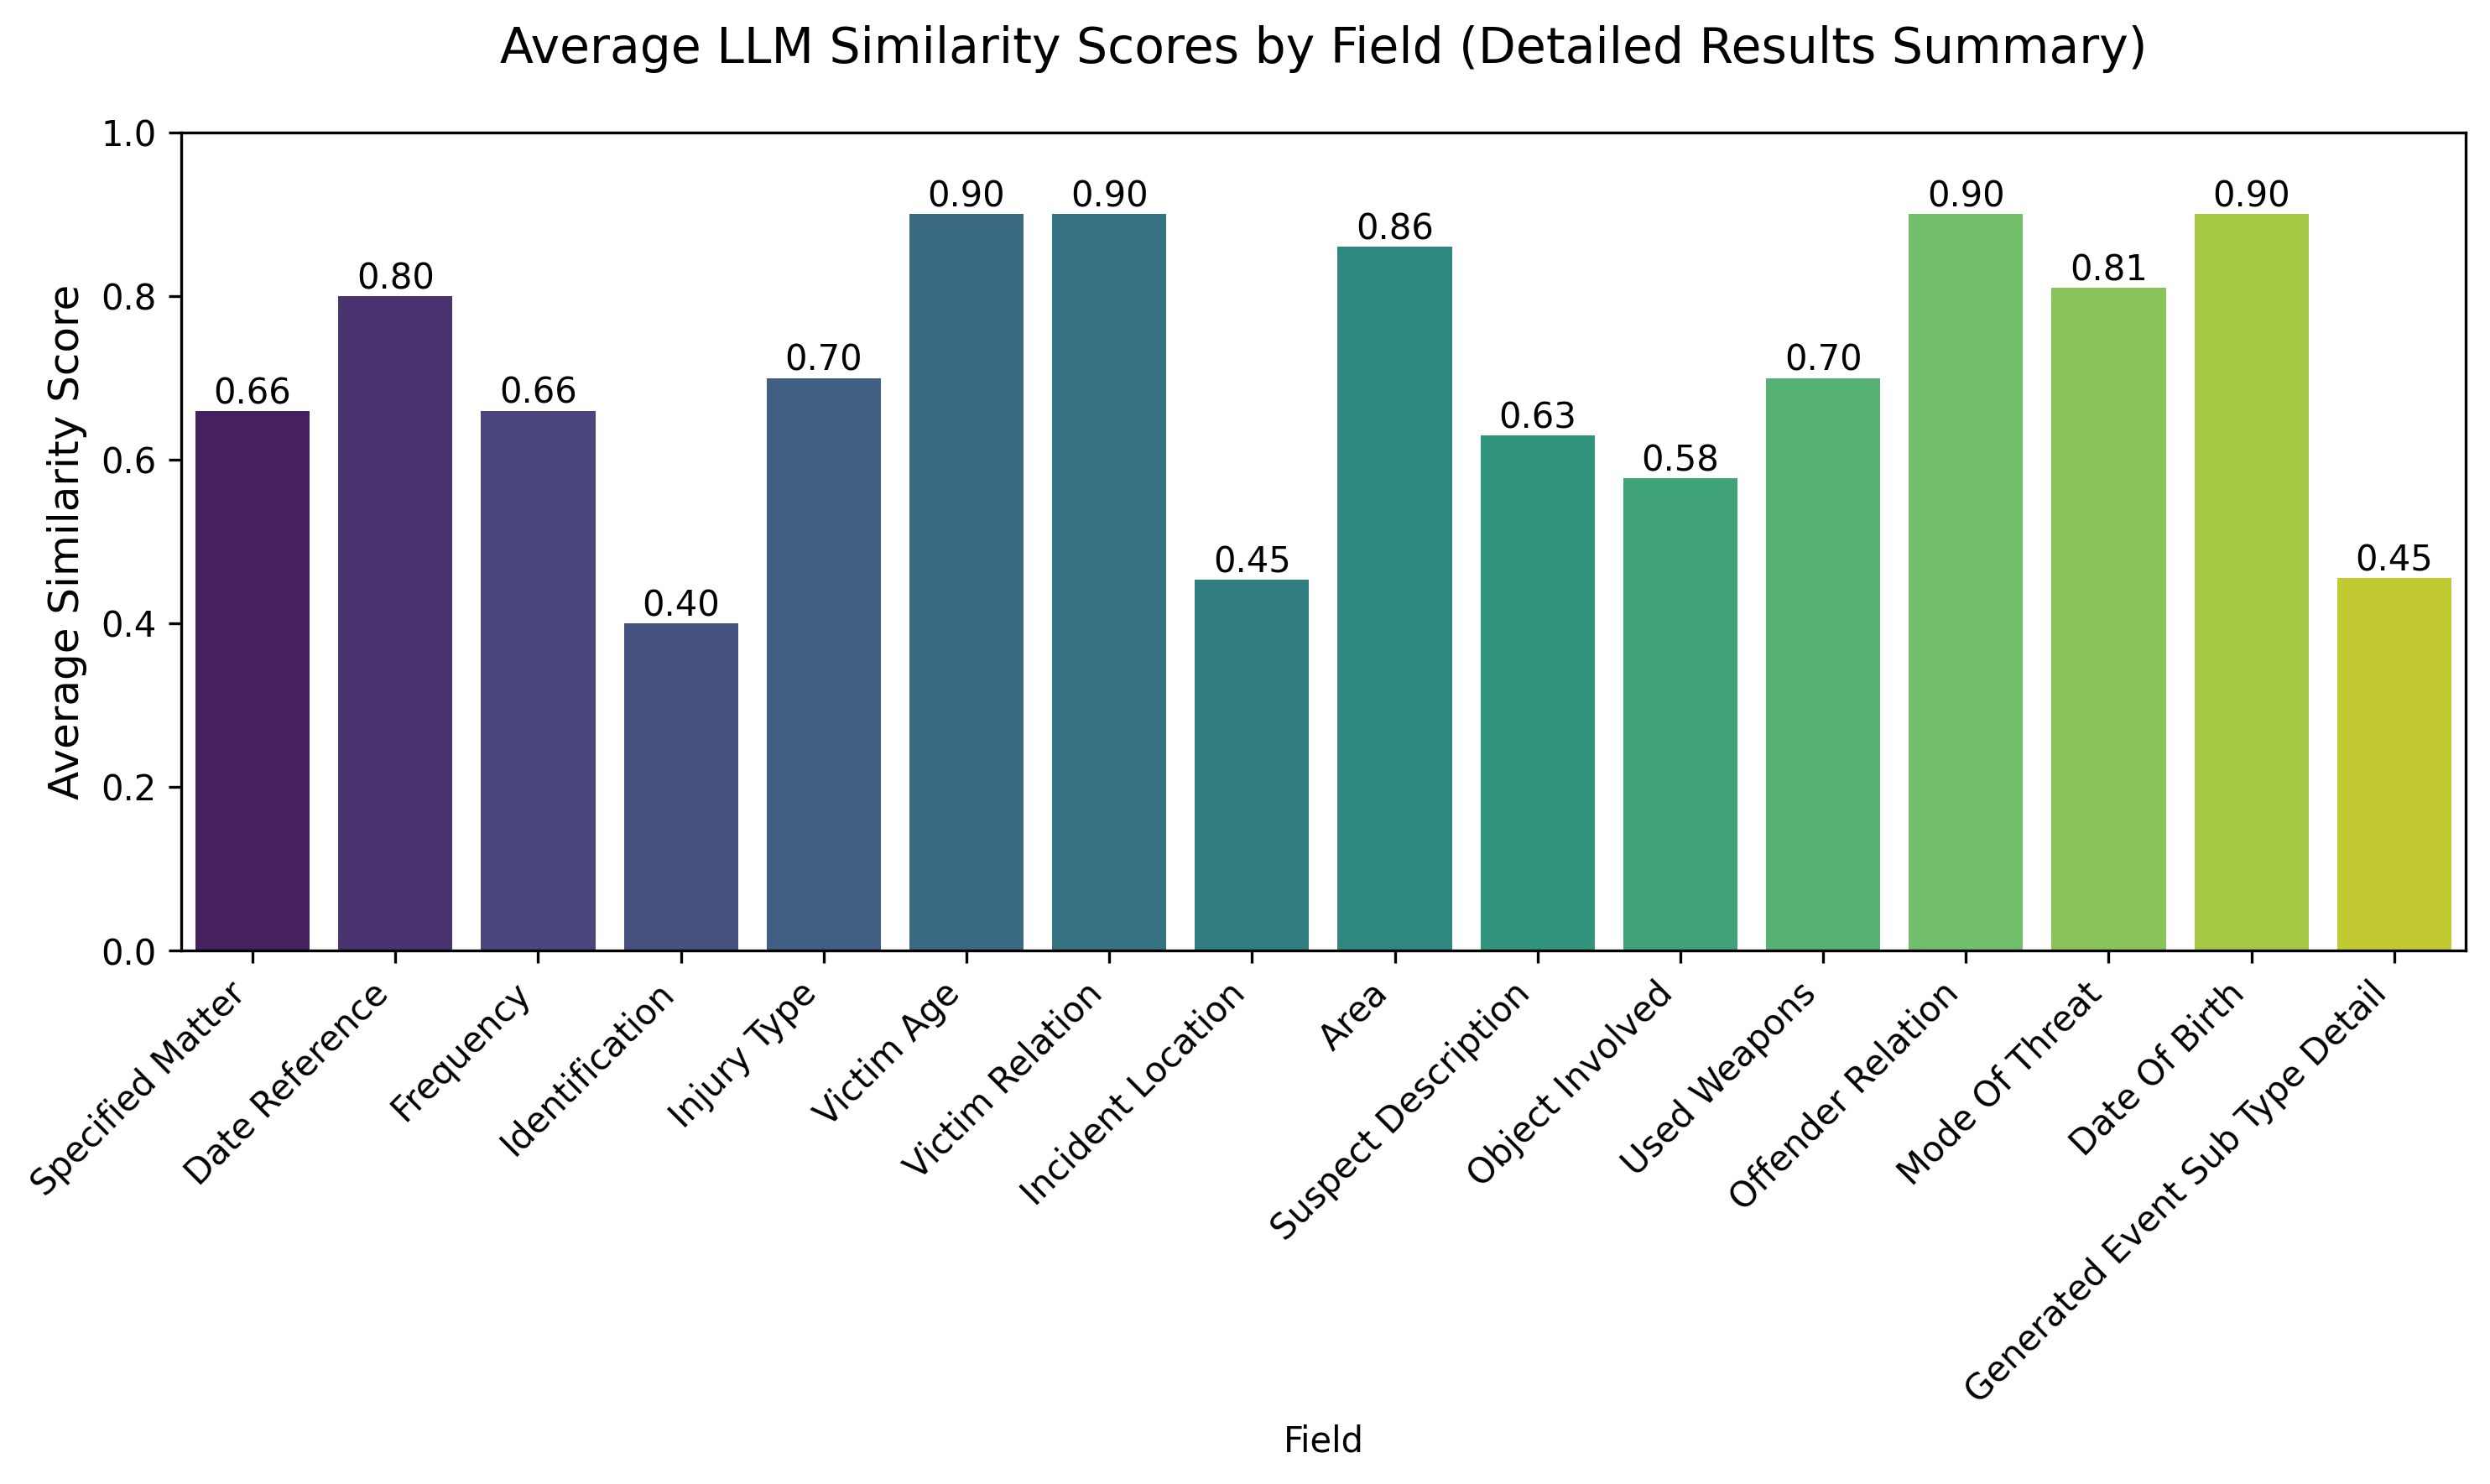 Average LLM Similarity Scores by Field (Detailed Results Summary)
Average Similarity Score
1.0
0.8
0.6
0.4
0.2
0.0
0.66
0.80
0.66
0.40
0.70
0.90
0.90
0.45
0.86
0.63
0.58
0.70
0.90
0.81
0.90
0.45
Specified Matter
Date Reference
Frequency
Identification
Injury Type
Victim Age
Victim Relation
Incident Location
Area
Suspect Description
Object Involved
Used Weapons
Offender Relation
Mode Of Threat
Date Of Birth
Generated Event Sub Type Detail
Field